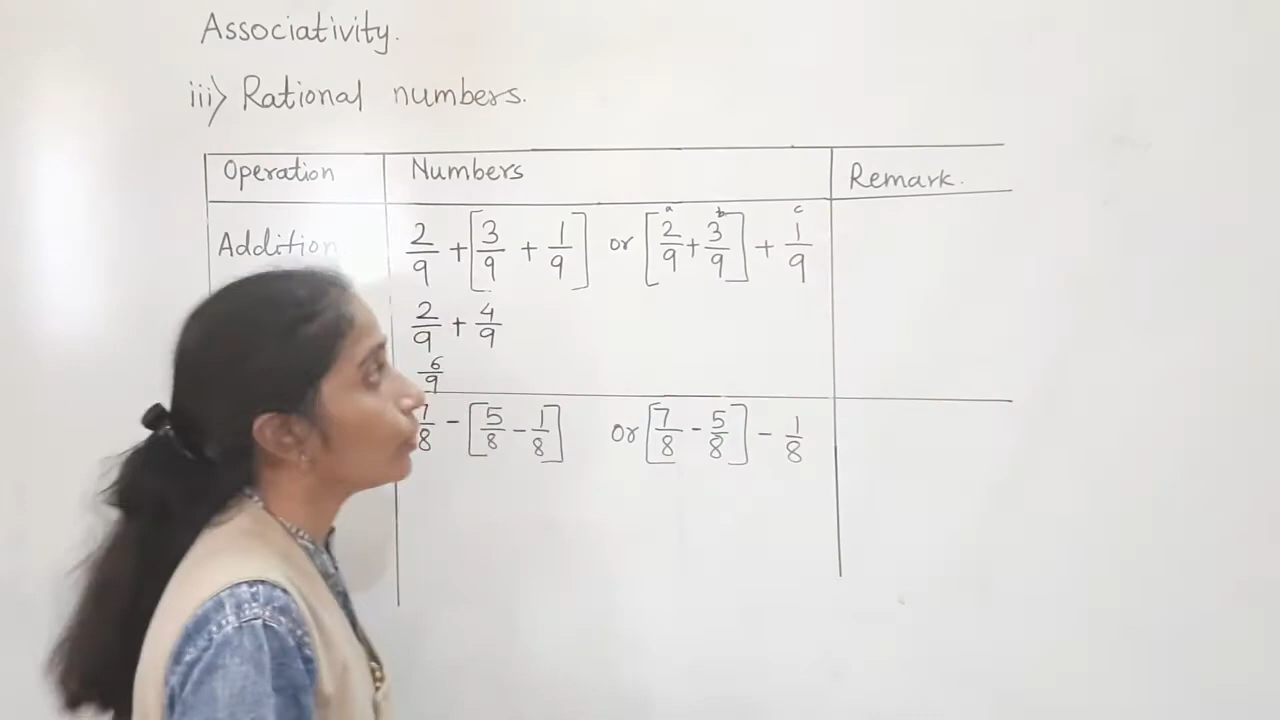 Associativity.
iii) Rational numbers.
Operation Numbers Remark.
Addition 2/9 + [3/9 + 1/9] or [2/9 + 3/9] + 1/9
a b c
2/9 + 4/9
6/9
7/8 - [5/8 - 1/8] or [7/8 - 5/8] - 1/8